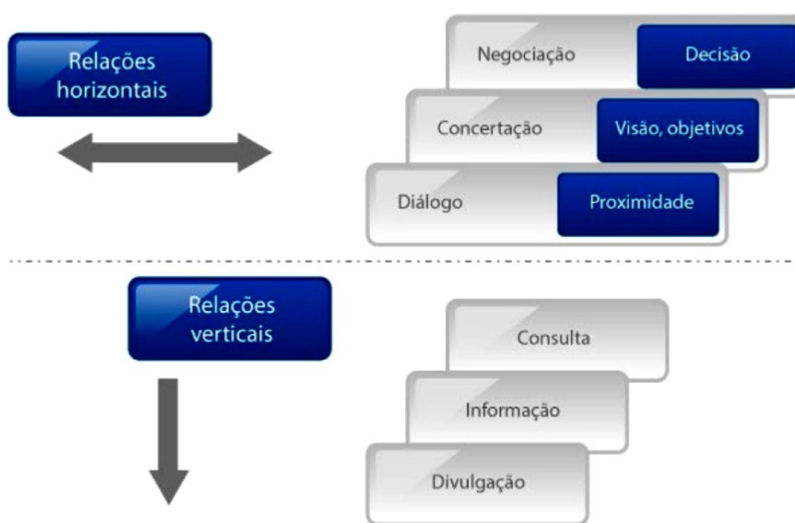 Relações
horizontais
Negociação
Decisão
Concertação
Visão, objetivos
Diálogo
Proximidade
Relações
verticais
Consulta
Informação
Divulgação